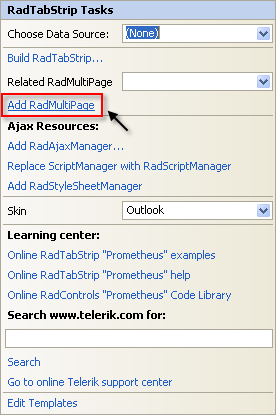 RadTabStrip Tasks
Choose Data Source: (None)
Build RadTabStrip...
Related RadMultiPage
Add RadMultiPage
Ajax Resources:
Add RadAjaxManager...
Replace ScriptManager with RadScriptManager
Add RadStyleSheetManager
Skin Outlook
Learning center:
Online RadTabStrip "Prometheus" examples
Online RadTabStrip "Prometheus" help
Online RadControls "Prometheus" Code Library
Search www.telerik.com for:
Search
Go to online Telerik support center
Edit Templates